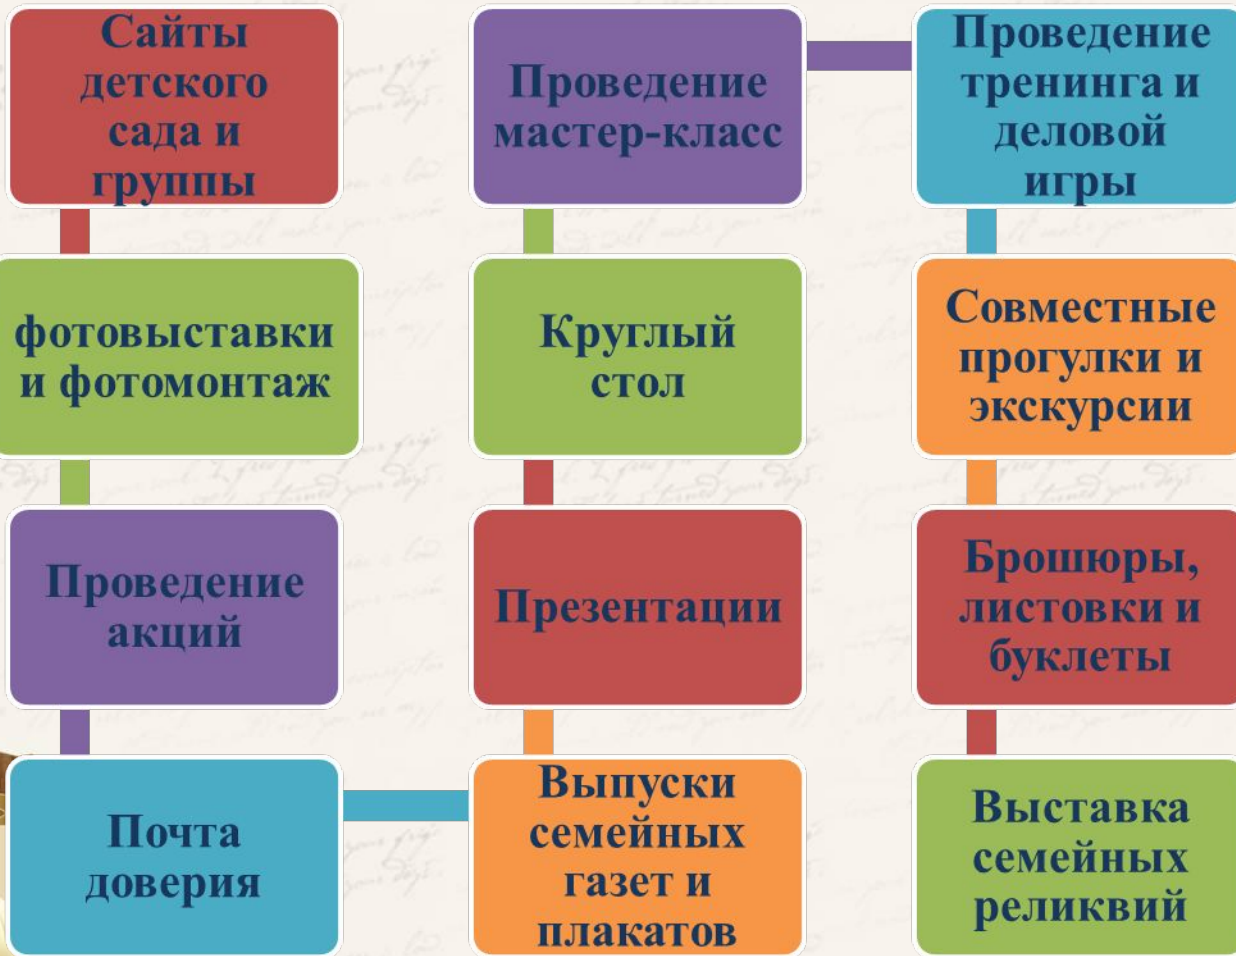 Сайты
детского
сада и
группы
фотовыставки
и фотомонтаж
Проведение
акций
Почта
доверия
Выпуски
семейных
газет и
плакатов
Презентации
Круглый
стол
Проведение
мастер-класс
Проведение
тренинга и
деловой
игры
Совместные
прогулки и
экскурсии
Брошюры,
листовки и
буклеты
Выставка
семейных
реликвий